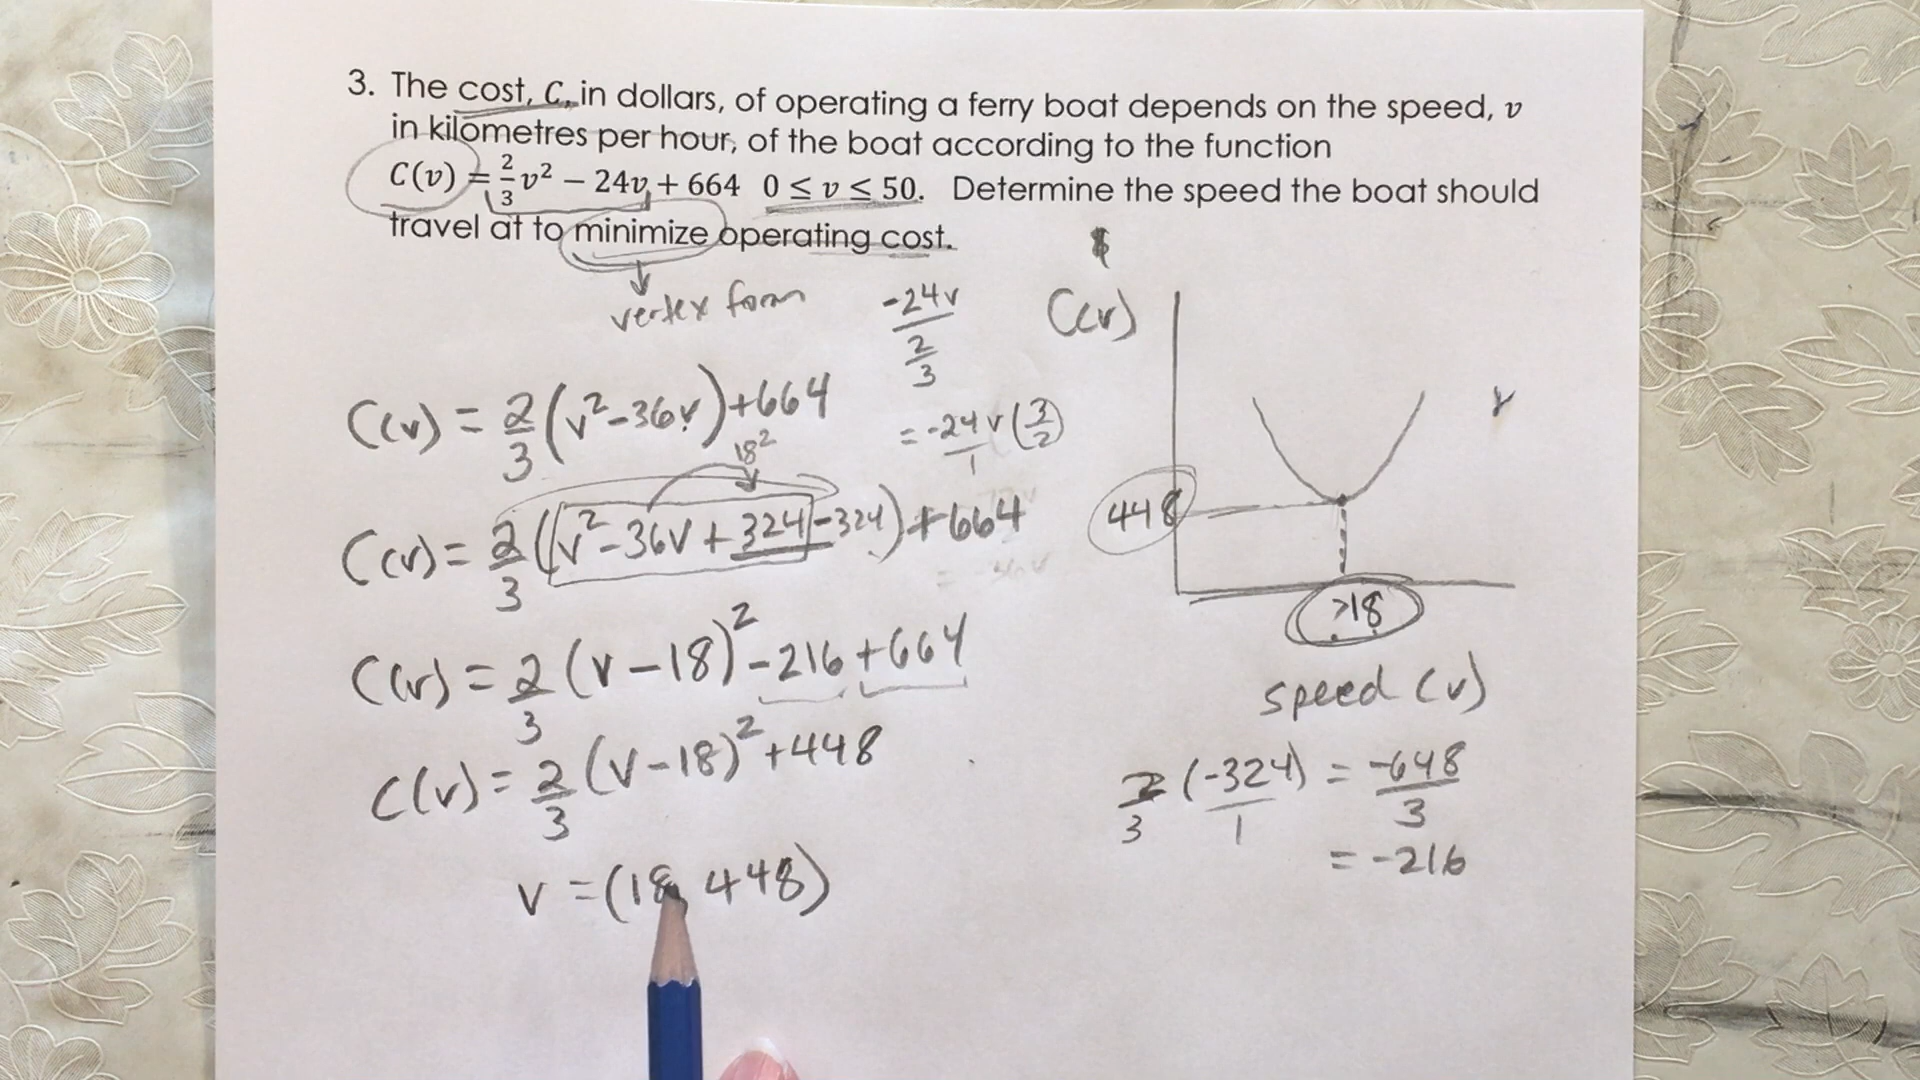 3. The cost, C, in dollars, of operating a ferry boat depends on the speed, v
in kilometres per hour, of the boat according to the function
C(v) = 2/3 v² − 24v + 664 0 ≤ v ≤ 50. Determine the speed the boat should
travel at to minimize operating cost.
vertex form
C(v) = 2/3 (v² - 36v) + 664
18²
C(v) = 2/3 (v² - 36v + 324 - 324) + 664
C(v) = 2/3 (v - 18)² - 216 + 664
C(v) = 2/3 (v - 18)² + 448
v = (18, 448)
-24v
2/3
= -24v/1 (3/2)
$
C(v)
v
448
18
speed (v)
2/3 (-324)/1 = -648/3
= -216